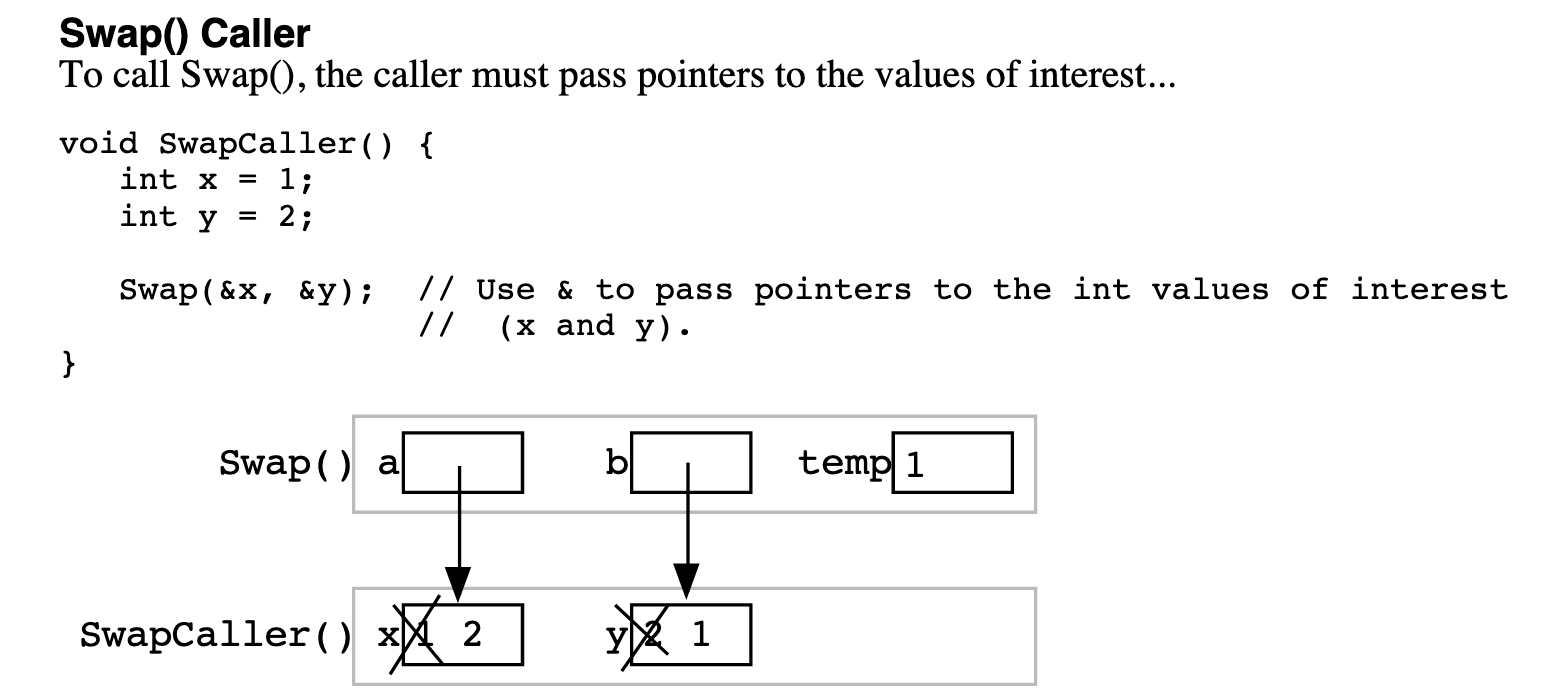 Swap() Caller
To call Swap(), the caller must pass pointers to the values of interest...
void SwapCaller() {
int x = 1;
int y = 2;
Swap(&x, &y); // Use & to pass pointers to the int values of interest
// (x and y).
}
Swap() a b temp 1
SwapCaller() x 1 2 y 2 1